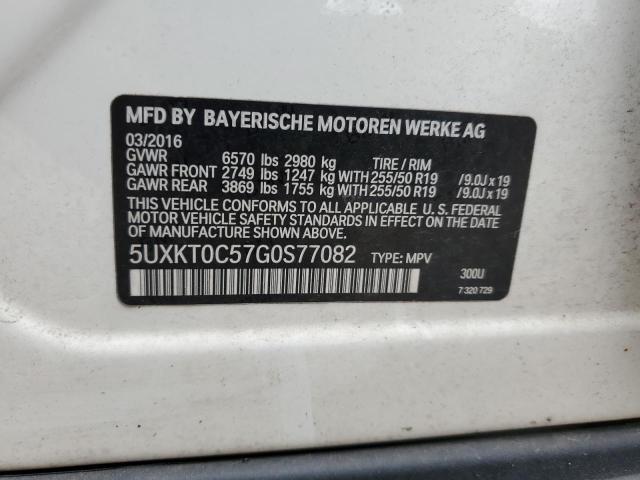 MFD BY BAYERISCHE MOTOREN WERKE AG
03/2016
GVWR 6570 lbs 2980 kg TIRE / RIM
GAWR FRONT 2749 lbs 1247 kg WITH 255/50 R19 /9.0J x 19
GAWR REAR 3869 lbs 1755 kg WITH 255/50 R19 /9.0J x 19
THIS VEHICLE CONFORMS TO ALL APPLICABLE U. S. FEDERAL
MOTOR VEHICLE SAFETY STANDARDS IN EFFECT ON THE DATE
OF MANUFACTURE SHOWN ABOVE.
5UXKT0C57G0S77082 TYPE: MPV
300U
7 320 729